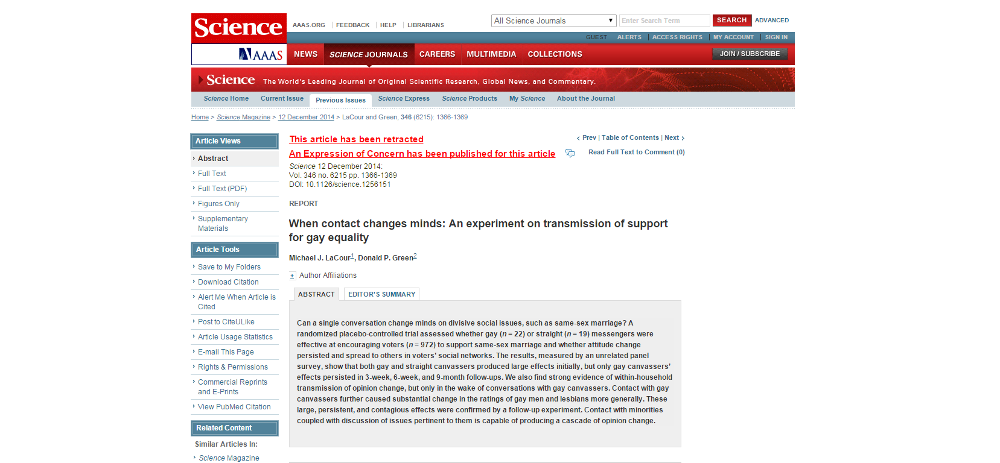 Science
AAAS.ORG | FEEDBACK | HELP | LIBRARIANS
All Science Journals
Enter Search Term
SEARCH
ADVANCED
GUEST ALERTS | ACCESS RIGHTS | MY ACCOUNT | SIGN IN
AAAS
NEWS SCIENCE JOURNALS CAREERS MULTIMEDIA COLLECTIONS
JOIN / SUBSCRIBE
Science The World's Leading Journal of Original Scientific Research, Global News, and Commentary.
Science Home Current Issue Previous Issues Science Express Science Products My Science About the Journal
Home > Science Magazine > 12 December 2014 > LaCour and Green, 346 (6215): 1366-1369
Article Views
Abstract
Full Text
Full Text (PDF)
Figures Only
Supplementary
Materials
Article Tools
Save to My Folders
Download Citation
Alert Me When Article is
Cited
Post to CiteULike
Article Usage Statistics
E-mail This Page
Rights & Permissions
Commercial Reprints
and E-Prints
View PubMed Citation
Related Content
Similar Articles In:
Science Magazine
This article has been retracted
‹ Prev | Table of Contents | Next ›
An Expression of Concern has been published for this article
Read Full Text to Comment (0)
Science 12 December 2014:
Vol. 346 no. 6215 pp. 1366-1369
DOI: 10.1126/science.1256151
REPORT
When contact changes minds: An experiment on transmission of support
for gay equality
Michael J. LaCour1, Donald P. Green2
+ Author Affiliations
ABSTRACT EDITOR'S SUMMARY
Can a single conversation change minds on divisive social issues, such as same-sex marriage? A
randomized placebo-controlled trial assessed whether gay (n = 22) or straight (n = 19) messengers were
effective at encouraging voters (n = 972) to support same-sex marriage and whether attitude change
persisted and spread to others in voters’ social networks. The results, measured by an unrelated panel
survey, show that both gay and straight canvassers produced large effects initially, but only gay canvassers’
effects persisted in 3-week, 6-week, and 9-month follow-ups. We also find strong evidence of within-household
transmission of opinion change, but only in the wake of conversations with gay canvassers. Contact with gay
canvassers further caused substantial change in the ratings of gay men and lesbians more generally. These
large, persistent, and contagious effects were confirmed by a follow-up experiment. Contact with minorities
coupled with discussion of issues pertinent to them is capable of producing a cascade of opinion change.